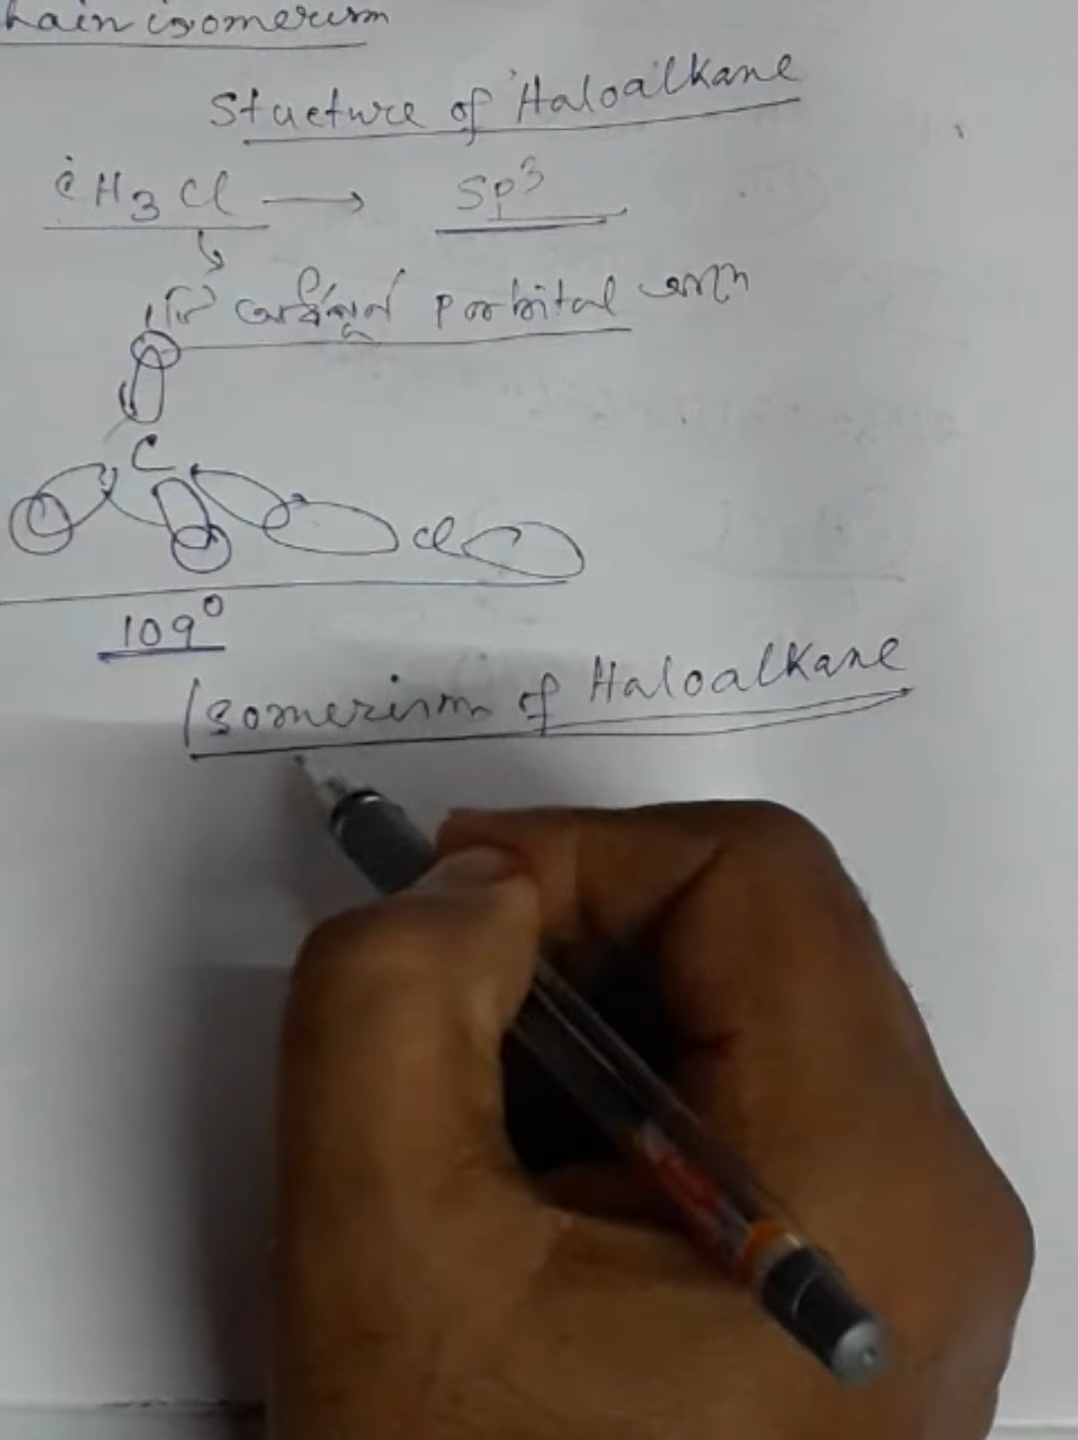 hain isomerism
Stucture of Haloalkane
CH3Cl → Sp3
p orbital
C
Cl
109°
Isomerism of Haloalkane